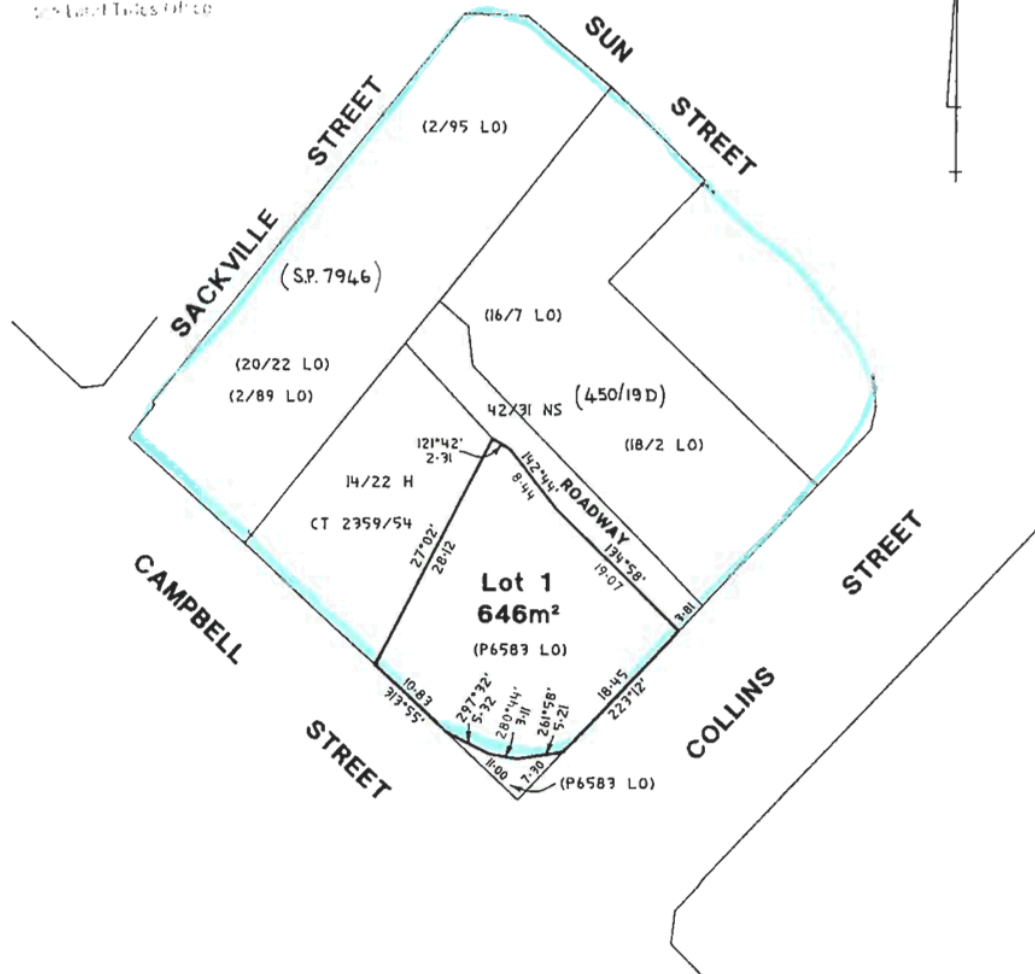 SUN
STREET
STREET
SACKVILLE
(2/95 LO)
(S.P. 7946)
(16/7 LO)
(20/22 LO)
(2/89 LO)
42/31 NS
(450/19D)
(18/2 LO)
121°42'
2·31
142°44'
8·44
ROADWAY
14/22 H
CT 2359/54
27°02'
28·12
134°58'
19·07
Lot 1
646m²
(P6583 LO)
3·81
CAMPBELL
STREET
STREET
COLLINS
10·83
313°55'
297°32'
5·32
280°44'
3·11
261°58'
5·21
18·45
223°12'
11·00
7·30
(P6583 LO)